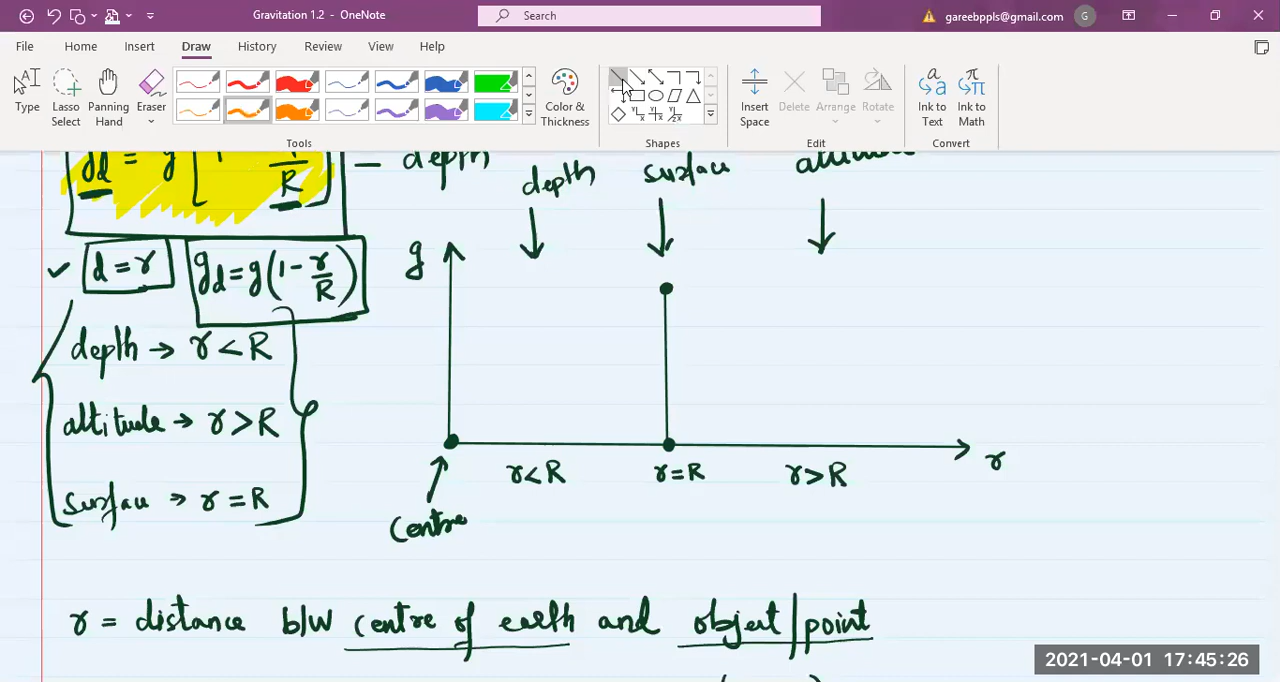 Gravitation 1.2 - OneNote
Search
gareebppls@gmail.com
G
File Home Insert Draw History Review View Help
Type
Lasso Select
Panning Hand
Eraser
Color & Thickness
Insert Space
Delete
Arrange
Rotate
Ink to Text
Ink to Math
Tools
Shapes
Edit
Convert
gd = g [1 - r/R] - depth
depth
surface
altitude
d = r
gd = g(1 - r/R)
g
depth → r < R
altitude → r > R
surface → r = R
r<R
r=R
r>R
r
Centre
r = distance b/w centre of earth and object/point
2021-04-01 17:45:26